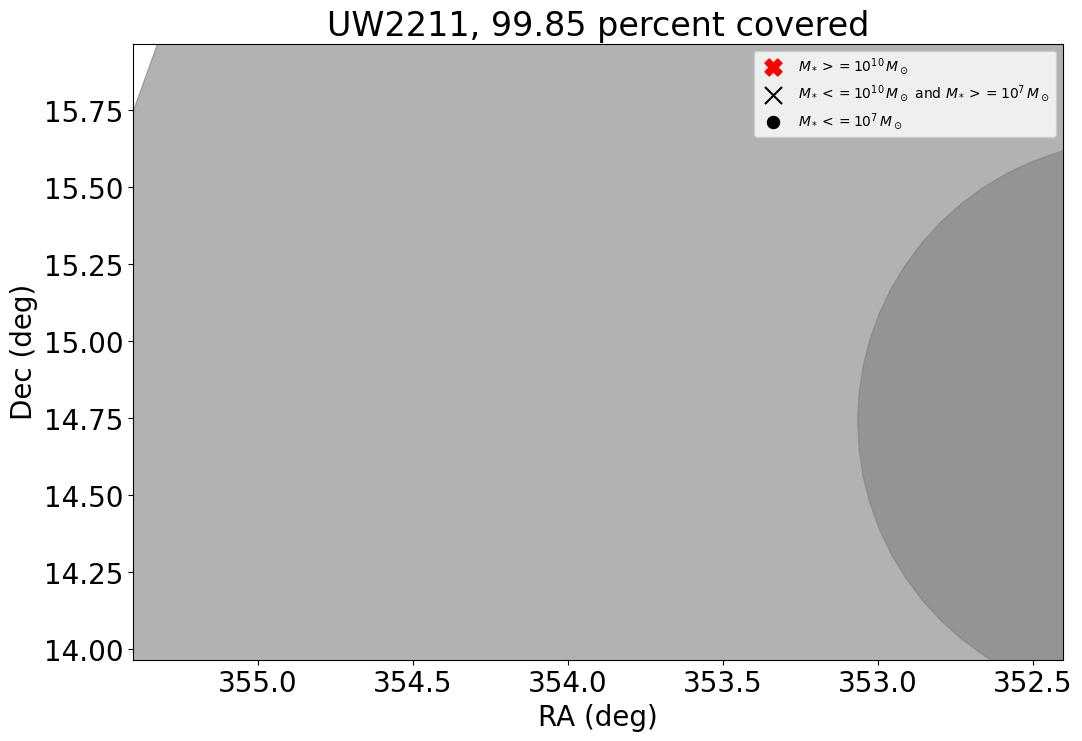 UW2211, 99.85 percent covered
M* >= 10^10 M⊙
M* <= 10^10 M⊙ and M* >= 10^7 M⊙
M* <= 10^7 M⊙
15.75
15.50
15.25
15.00
14.75
14.50
14.25
14.00
Dec (deg)
355.0 354.5 354.0 353.5 353.0 352.5
RA (deg)